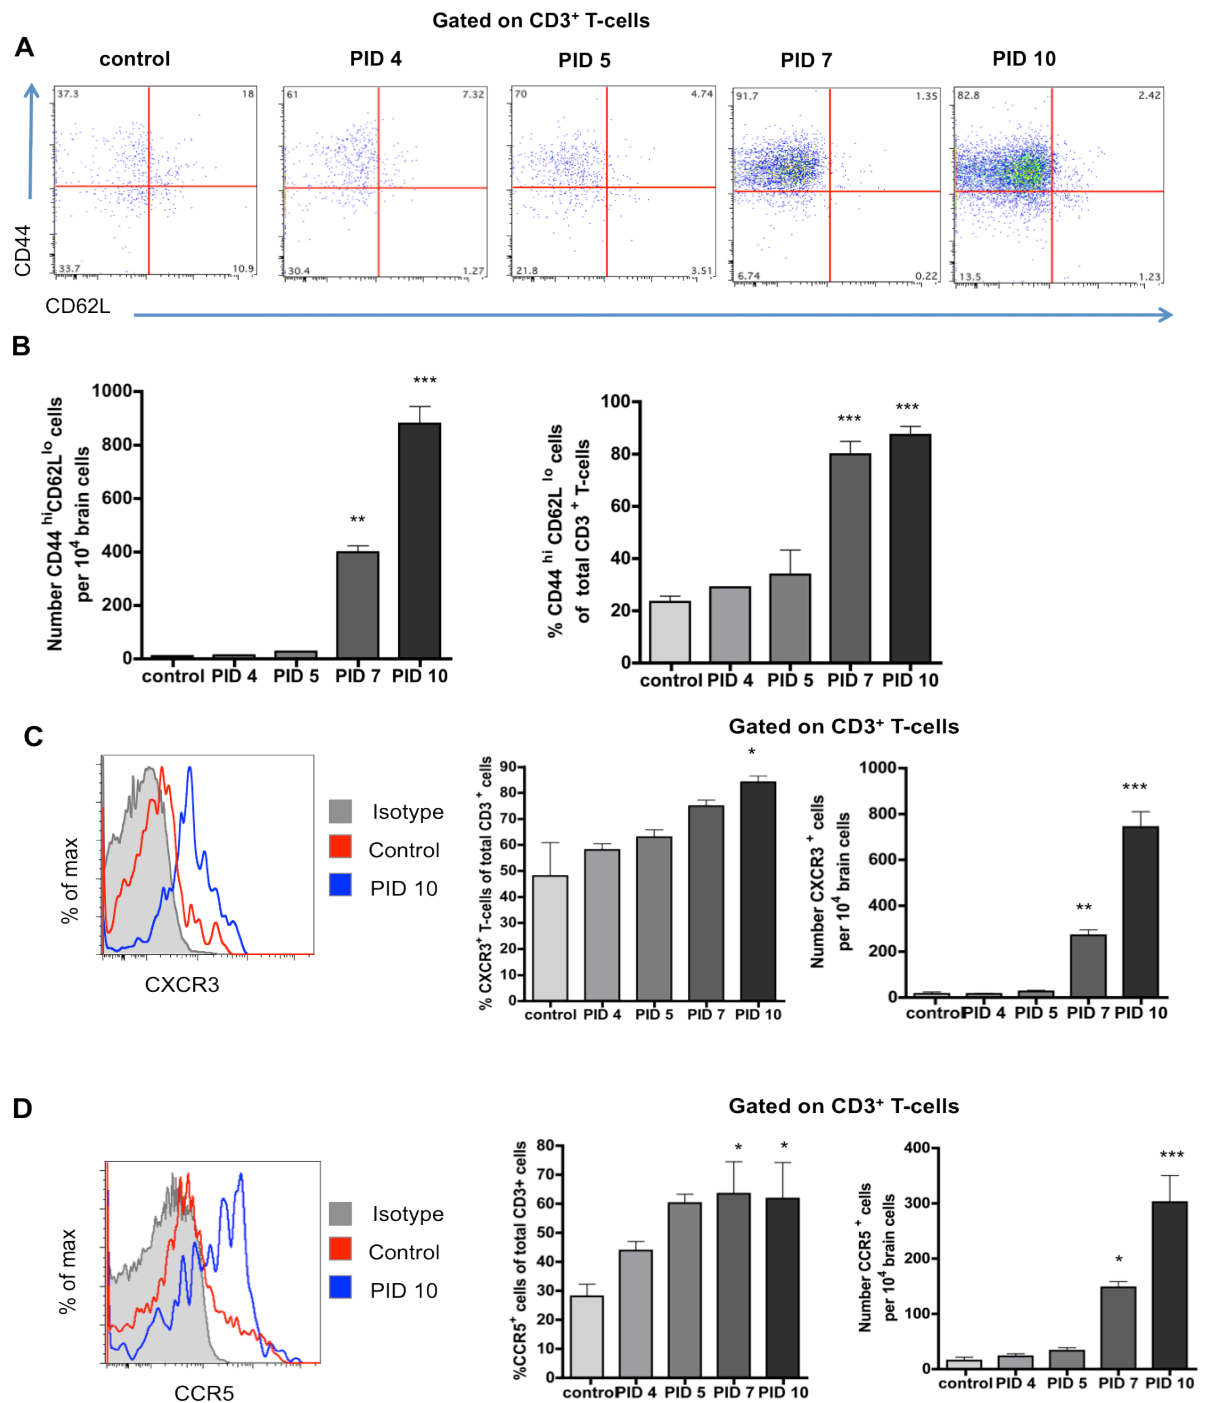 Gated on CD3+ T-cells
A
control
PID 4
PID 5
PID 7
PID 10
37.3
18
33.7
10.9
61
7.32
30.4
1.27
70
4.74
21.8
3.51
91.7
1.35
6.74
0.22
82.8
2.42
13.5
1.23
CD44
CD62L
B
Number CD44 hiCD62Llo cells
per 10^4 brain cells
1000
800
600
400
200
0
**
***
control PID 4 PID 5 PID 7 PID 10
% CD44 hi CD62L lo cells
of total CD3 + T-cells
100
80
60
40
20
0
***
***
control PID 4 PID 5 PID 7 PID 10
C
% of max
CXCR3
Isotype
Control
PID 10
Gated on CD3+ T-cells
% CXCR3+ T-cells of total CD3 + cells
90
80
70
60
50
40
30
20
10
0
*
control PID 4 PID 5 PID 7 PID 10
Number CXCR3 + cells
per 10^4 brain cells
1000
800
600
400
200
0
**
***
control PID 4 PID 5 PID 7 PID 10
D
% of max
CCR5
Isotype
Control
PID 10
Gated on CD3+ T-cells
%CCR5+ cells of total CD3+ cells
80
70
60
50
40
30
20
10
0
*
*
control PID 4 PID 5 PID 7 PID 10
Number CCR5 + cells
per 10^4 brain cells
400
300
200
100
0
*
***
control PID 4 PID 5 PID 7 PID 10